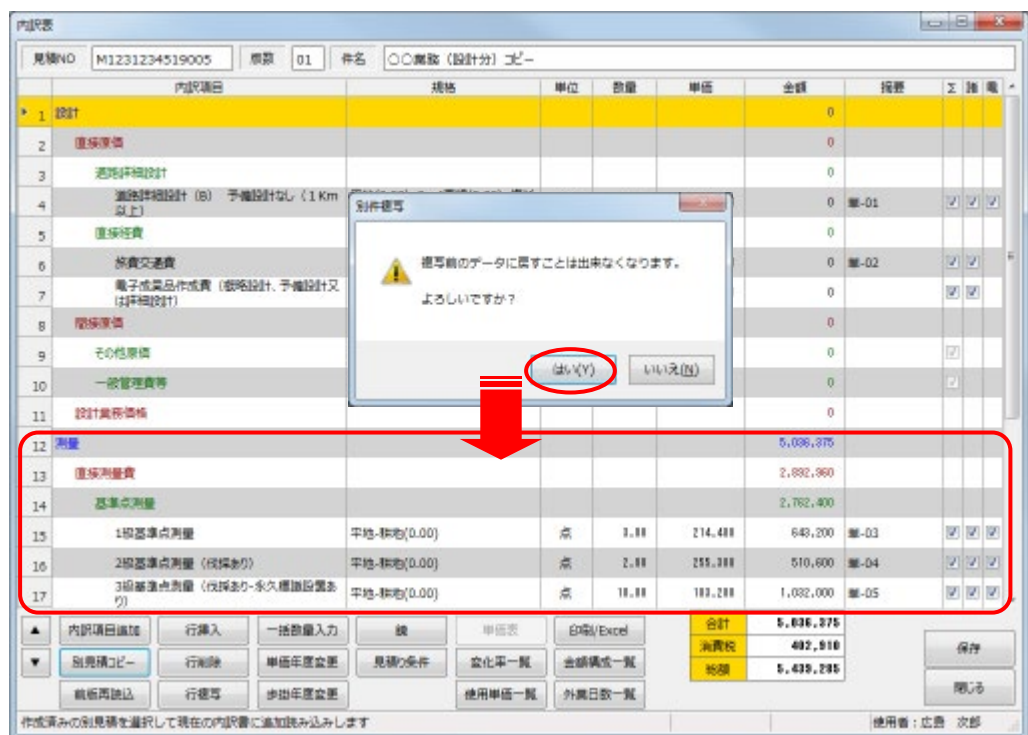 内訳表
見積NO M1231234519005 版数 01 件名 〇〇業務（設計分）コピー
内訳項目 規格 単位 数量 単価 金額 摘要 Σ 諸 電
1 設計 0
2 直接原価 0
3 道路詳細設計 0
4 道路詳細設計（B） 予備設計なし（1Km以上） 0 単-01
5 直接経費 0
6 旅費交通費 0 単-02
7 電子成果品作成費（概略設計、予備設計又は詳細設計） 0
8 間接原価 0
9 その他原価 0
10 一般管理費等 0
11 設計業務価格 0
別件複写
複写前のデータに戻すことは出来なくなります。
よろしいですか？
はい(Y) いいえ(N)
12 測量 5,036,375
13 直接測量費 2,892,960
14 基準点測量 2,762,400
15 1級基準点測量 平地-耕地(0.00) 点 3.00 214,400 643,200 単-03
16 2級基準点測量（伐採あり） 平地-耕地(0.00) 点 2.00 255,300 510,600 単-04
17 3級基準点測量（伐採あり-永久標識設置あり） 平地-耕地(0.00) 点 10.00 103,200 1,032,000 単-05
▲ 内訳項目追加 行挿入 一括数量入力 鏡 単価表 印刷/Excel 合計 5,036,375
▼ 別見積コピー 行削除 単価年度変更 見積り条件 変化率一覧 金額構成一覧 消費税 402,910 保存
前版再読込 行複写 歩掛年度変更 使用単価一覧 外業日数一覧 総額 5,439,285 閉じる
作成済みの別見積を選択して現在の内訳書に追加読み込みします 使用者：広貴 次郎